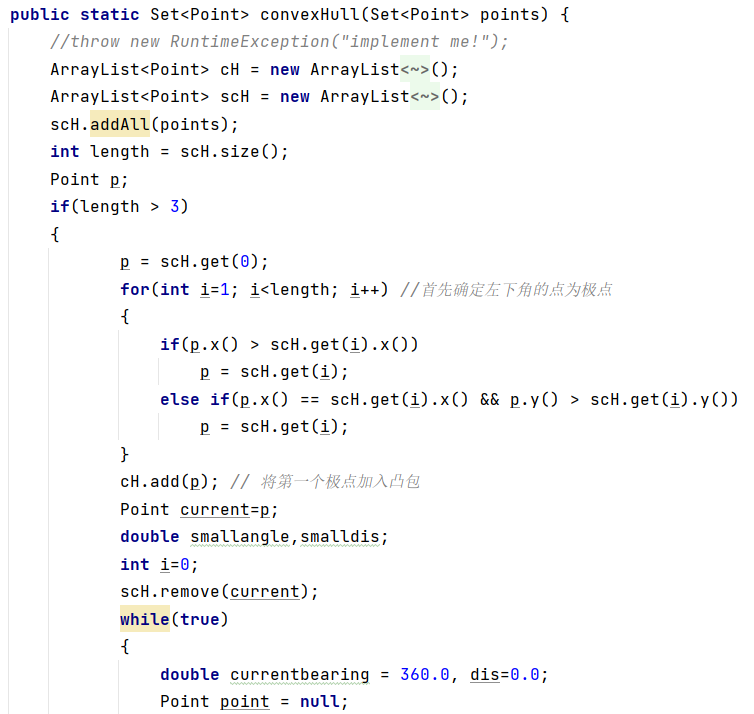 public static Set<Point> convexHull(Set<Point> points) {
//throw new RuntimeException("implement me!");
ArrayList<Point> cH = new ArrayList<~>();
ArrayList<Point> scH = new ArrayList<~>();
scH.addAll(points);
int length = scH.size();
Point p;
if(length > 3)
{
p = scH.get(0);
for(int i=1; i<length; i++) //首先确定左下角的点为极点
{
if(p.x() > scH.get(i).x())
p = scH.get(i);
else if(p.x() == scH.get(i).x() && p.y() > scH.get(i).y())
p = scH.get(i);
}
cH.add(p); // 将第一个极点加入凸包
Point current=p;
double smallangle,smalldis;
int i=0;
scH.remove(current);
while(true)
{
double currentbearing = 360.0, dis=0.0;
Point point = null;